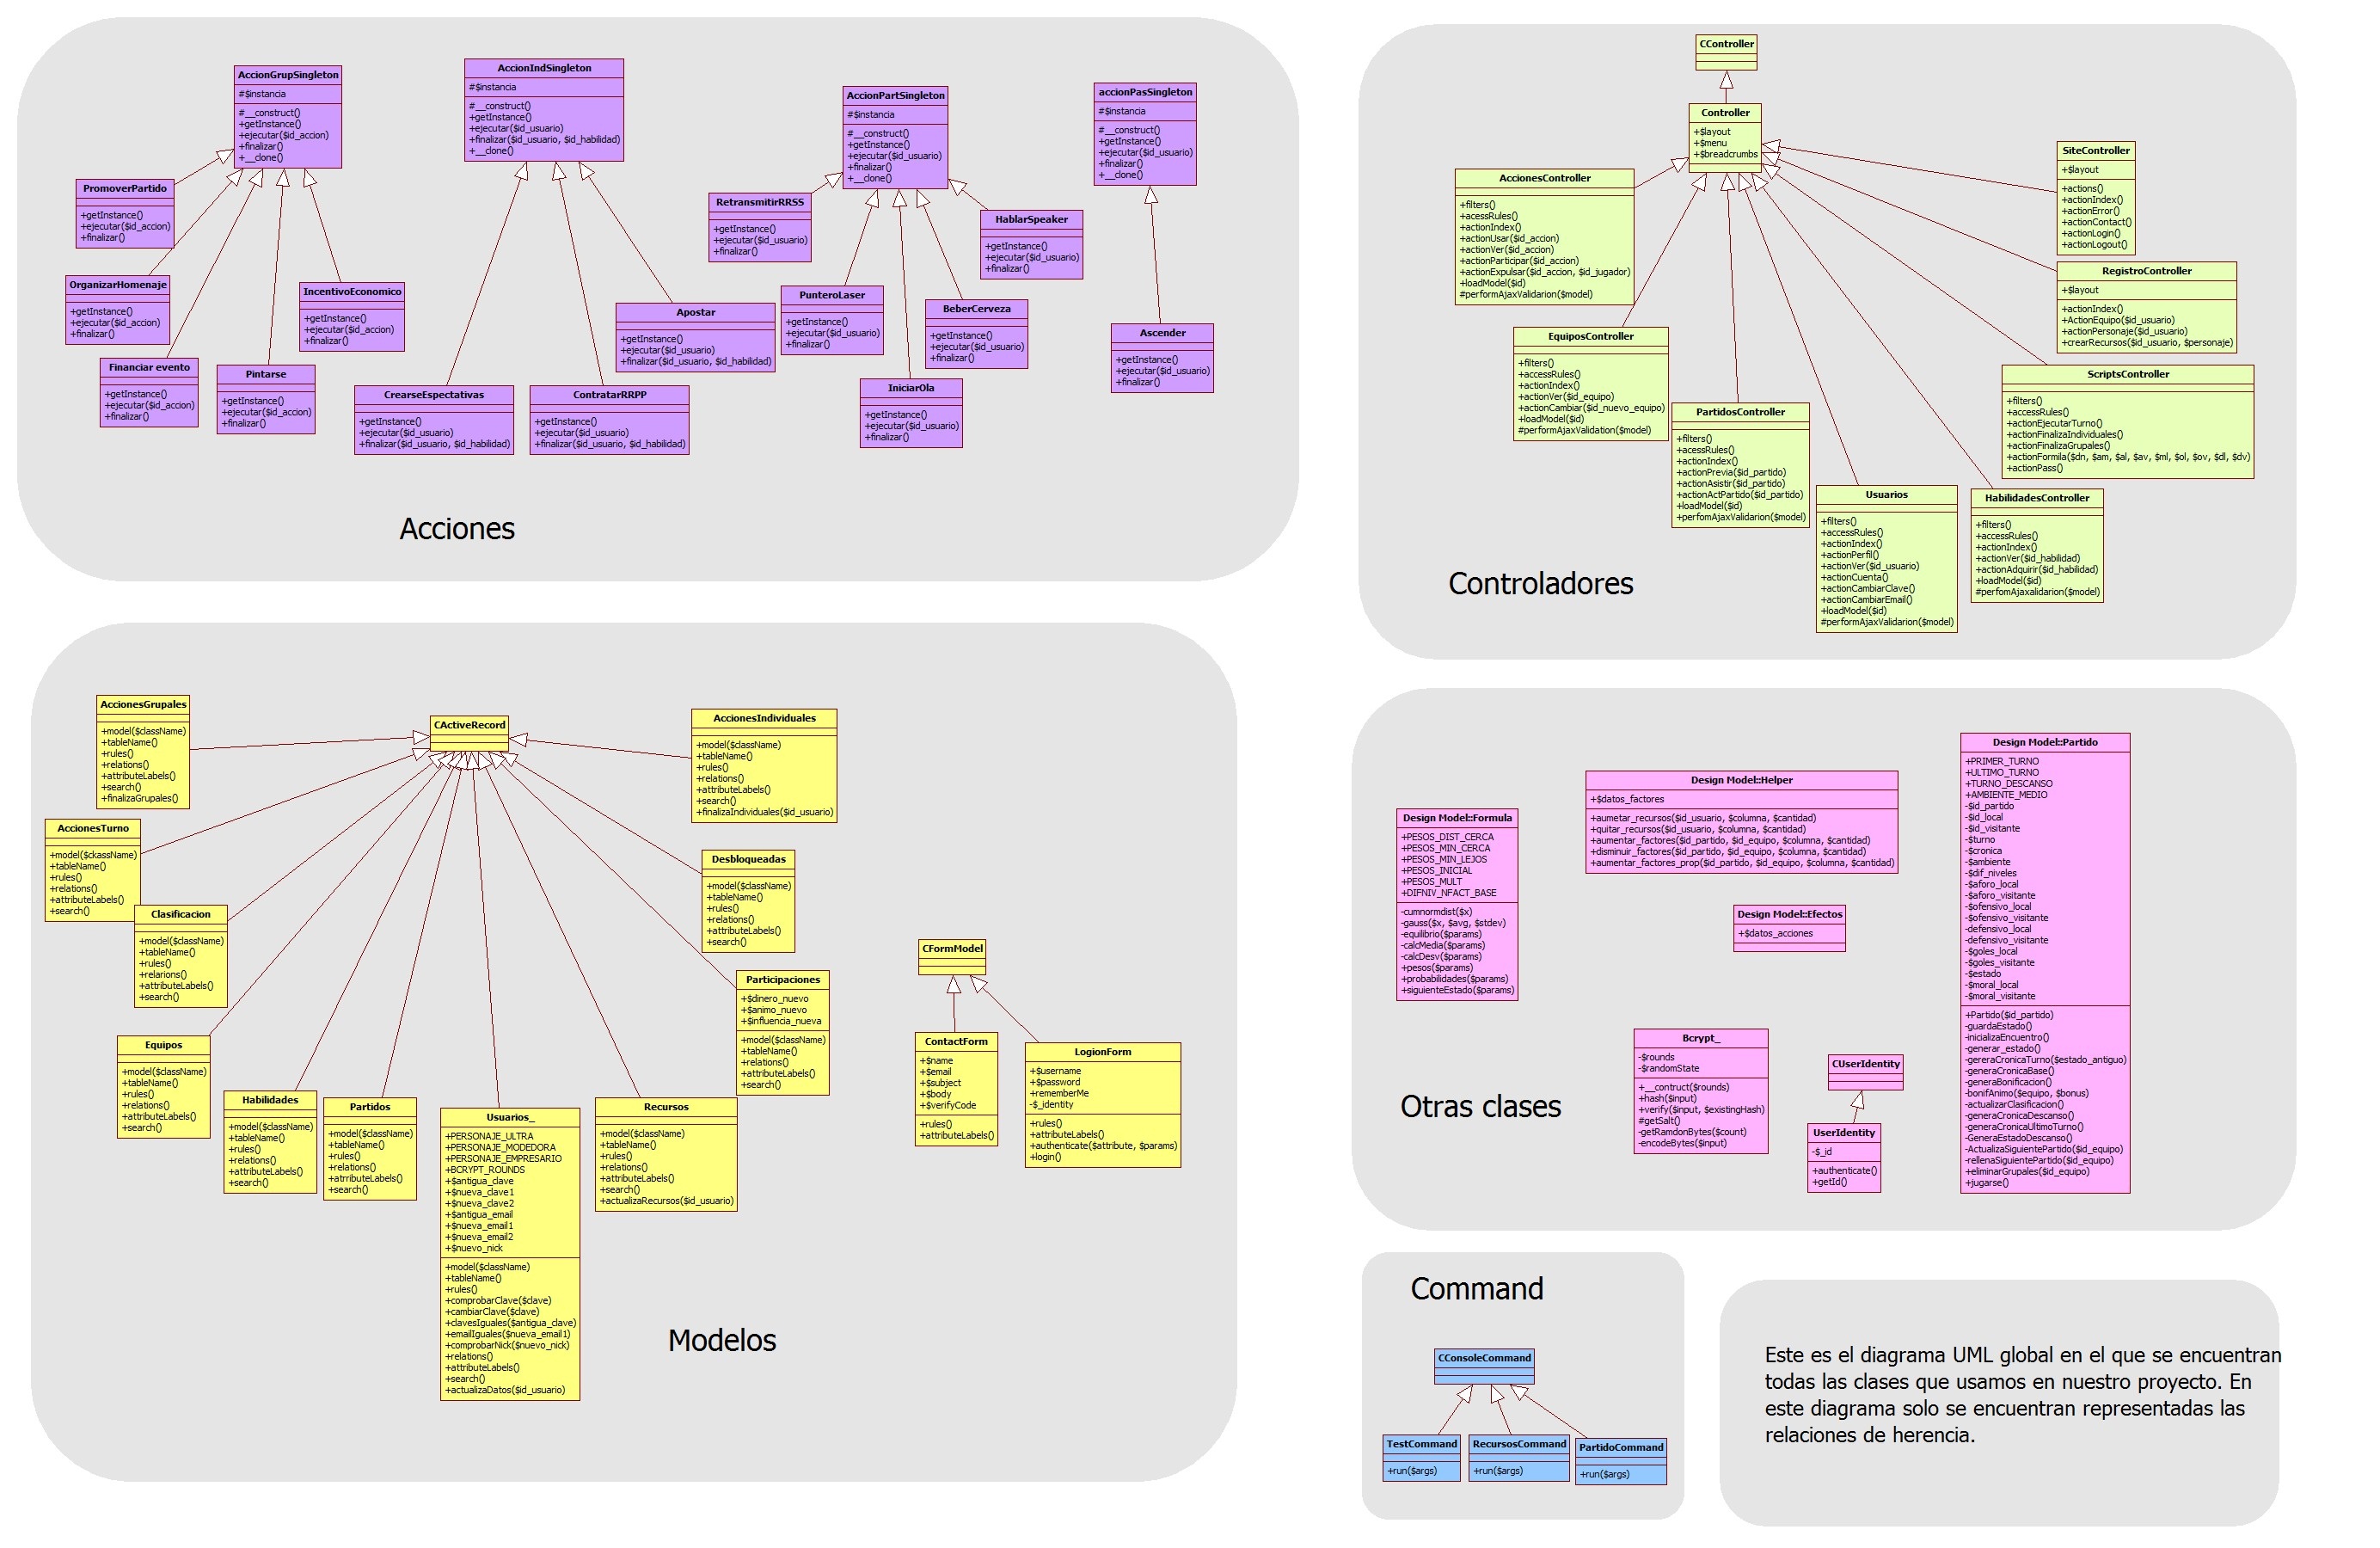 AccionGrupSingleton
#$instancia
#__construct()
+getInstance()
+ejecutar($id_accion)
+finalizar()
+__clone()
PromoverPartido
+getInstance()
+ejecutar($id_accion)
+finalizar()
OrganizarHomenaje
+getInstance()
+ejecutar($id_accion)
+finalizar()
Financiar evento
+getInstance()
+ejecutar($id_accion)
+finalizar()
Pintarse
+getInstance()
+ejecutar($id_accion)
+finalizar()
IncentivoEconomico
+getInstance()
+ejecutar($id_accion)
+finalizar()
AccionIndSingleton
#$instancia
#__construct()
+getInstance()
+ejecutar($id_usuario)
+finalizar($id_usuario, $id_habilidad)
+__clone()
CrearseEspectativas
+getInstance()
+ejecutar($id_usuario)
+finalizar($id_usuario, $id_habilidad)
ContratarRRPP
+getInstance()
+ejecutar($id_usuario)
+finalizar($id_usuario, $id_habilidad)
Apostar
+getInstance()
+ejecutar($id_usuario)
+finalizar($id_usuario, $id_habilidad)
AccionPartSingleton
#$instancia
#__construct()
+getInstance()
+ejecutar($id_usuario)
+finalizar()
+__clone()
RetransmitirRRSS
+getInstance()
+ejecutar($id_usuario)
+finalizar()
PunteroLaser
+getInstance()
+ejecutar($id_usuario)
+finalizar()
IniciarOla
+getInstance()
+ejecutar($id_usuario)
+finalizar()
BeberCerveza
+getInstance()
+ejecutar($id_usuario)
+finalizar()
HablarSpeaker
+getInstance()
+ejecutar($id_usuario)
+finalizar()
accionPasSingleton
#$instancia
#__construct()
+getInstance()
+ejecutar($id_usuario)
+finalizar()
+__clone()
Ascender
+getInstance()
+ejecutar($id_usuario)
+finalizar()
Acciones
CController
Controller
+$layout
+$menu
+$breadcrumbs
AccionesController
+filters()
+acessRules()
+actionIndex()
+actionUsar($id_accion)
+actionVer($id_accion)
+actionParticipar($id_accion)
+actionExpulsar($id_accion, $id_jugador)
+loadModel($id)
#performAjaxValidarion($model)
EquiposController
+filters()
+accessRules()
+actionIndex()
+actionVer($id_equipo)
+actionCambiar($id_nuevo_equipo)
+loadModel($id)
#performAjaxValidation($model)
PartidosController
+filters()
+acessRules()
+actionIndex()
+actionPrevia($id_partido)
+actionAsistir($id_partido)
+actionActPartido($id_partido)
+loadModel($id)
+perfomAjaxValidarion($model)
Usuarios
+filters()
+accessRules()
+actionIndex()
+actionPerfil()
+actionVer($id_usuario)
+actionCuenta()
+actionCambiarClave()
+actionCambiarEmail()
+loadModel($id)
#performAjaxValidarion($model)
HabilidadesController
+filters()
+accessRules()
+actionIndex()
+actionVer($id_habilidad)
+actionAdquirir($id_habilidad)
+loadModel($id)
#perfomAjaxalidarion($model)
ScriptsController
+filters()
+accessRules()
+actionEjecutarTurno()
+actionFinalizaIndividuales()
+actionFinalizaGrupales()
+actionFormila($dn, $am, $al, $av, $ml, $ol, $ov, $dl, $dv)
+actionPass()
RegistroController
+$layout
+actionIndex()
+ActionEquipo($id_usuario)
+actionPersonaje($id_usuario)
+crearRecursos($id_usuario, $personaje)
SiteController
+$layout
+actions()
+actionIndex()
+actionError()
+actionContact()
+actionLogin()
+actionLogout()
Controladores
AccionesGrupales
+model($className)
+tableName()
+rules()
+relations()
+attributeLabels()
+search()
+finalizaGrupales()
AccionesTurno
+model($ckassName)
+tableName()
+rules()
+relations()
+attributeLabels()
+search()
Clasificacion
+model($className)
+tableName()
+rules()
+relarions()
+attributeLabels()
+search()
Equipos
+model($className)
+tableName()
+rules()
+relations()
+attributeLabels()
+search()
Habilidades
+model($className)
+tableName()
+rules()
+relations()
+attributeLabels()
+search()
Partidos
+model($className)
+tableName()
+rules()
+relations()
+atrributeLabels()
+search()
CActiveRecord
Usuarios_
+PERSONAJE_ULTRA
+PERSONAJE_MODEDORA
+PERSONAJE_EMPRESARIO
+BCRYPT_ROUNDS
+$antigua_clave
+$nueva_clave1
+$nueva_clave2
+$antigua_email
+$nueva_email1
+$nueva_email2
+$nuevo_nick
+model($className)
+tableName()
+rules()
+comprobarClave($clave)
+cambiarClave($clave)
+clavesIguales($antigua_clave)
+emailIguales($nueva_email1)
+comprobarNick($nuevo_nick)
+relations()
+attributeLabels()
+search()
+actualizaDatos($id_usuario)
Recursos
+model($className)
+tableName()
+rules()
+relations()
+attributeLabels()
+search()
+actualizaRecursos($id_usuario)
AccionesIndividuales
+model($className)
+tableName()
+rules()
+relations()
+attributeLabels()
+search()
+finalizaIndividuales($id_usuario)
Desbloqueadas
+model($className)
+tableName()
+rules()
+relations()
+attributeLabels()
+search()
Participaciones
+$dinero_nuevo
+$animo_nuevo
+$influencia_nueva
+model($className)
+tableName()
+relations()
+attributeLabels()
+search()
CFormModel
ContactForm
+$name
+$email
+$subject
+$body
+$verifyCode
+rules()
+attributeLabels()
LogionForm
+$username
+$password
+rememberMe
-$_identity
+rules()
+attributeLabels()
+authenticate($attribute, $params)
+login()
Modelos
Design Model::Formula
+PESOS_DIST_CERCA
+PESOS_MIN_CERCA
+PESOS_MIN_LEJOS
+PESOS_INICIAL
+PESOS_MULT
+DIFNIV_NFACT_BASE
-cumnormdist($x)
-gauss($x, $avg, $stdev)
-equilibrio($params)
-calcMedia($params)
-calcDesv($params)
+pesos($params)
+probabilidades($params)
+siguienteEstado($params)
Design Model::Helper
+$datos_factores
+aumetar_recursos($id_usuario, $columna, $cantidad)
+quitar_recursos($id_usuario, $columna, $cantidad)
+aumentar_factores($id_partido, $id_equipo, $columna, $cantidad)
+disminuir_factores($id_partido, $id_equipo, $columna, $cantidad)
+aumentar_factores_prop($id_partido, $id_equipo, $columna, $cantidad)
Design Model::Efectos
+$datos_acciones
Bcrypt_
-$rounds
-$randomState
+__contruct($rounds)
+hash($input)
+verify($input, $existingHash)
#getSalt()
-getRamdonBytes($count)
-encodeBytes($input)
CUserIdentity
UserIdentity
-$_id
+authenticate()
+getId()
Design Model::Partido
+PRIMER_TURNO
+ULTIMO_TURNO
+TURNO_DESCANSO
+AMBIENTE_MEDIO
-$id_partido
-$id_local
-$id_visitante
-$turno
-$cronica
-$ambiente
-$dif_niveles
-$aforo_local
-$aforo_visitante
-$ofensivo_local
-$ofensivo_visitante
-defensivo_local
-defensivo_visitante
-$goles_local
-$goles_visitante
-$estado
-$moral_local
-$moral_visitante
+Partido($id_partido)
-guardaEstado()
-inicializaEncuentro()
-generar_estado()
-gereraCronicaTurno($estado_antiguo)
-generaCronicaBase()
-generaBonificacion()
-bonifAnimo($equipo, $bonus)
-actualizarClasificacion()
-generaCronicaDescanso()
-generaCronicaUltimoTurno()
-GeneraEstadoDescanso()
-ActualizaSiguientePartido($id_equipo)
-rellenaSiguientePartido($id_equipo)
+eliminarGrupales($id_equipo)
+jugarse()
Otras clases
Command
CConsoleCommand
TestCommand
+run($args)
RecursosCommand
+run($args)
PartidoCommand
+run($args)
Este es el diagrama UML global en el que se encuentran
todas las clases que usamos en nuestro proyecto. En
este diagrama solo se encuentran representadas las
relaciones de herencia.